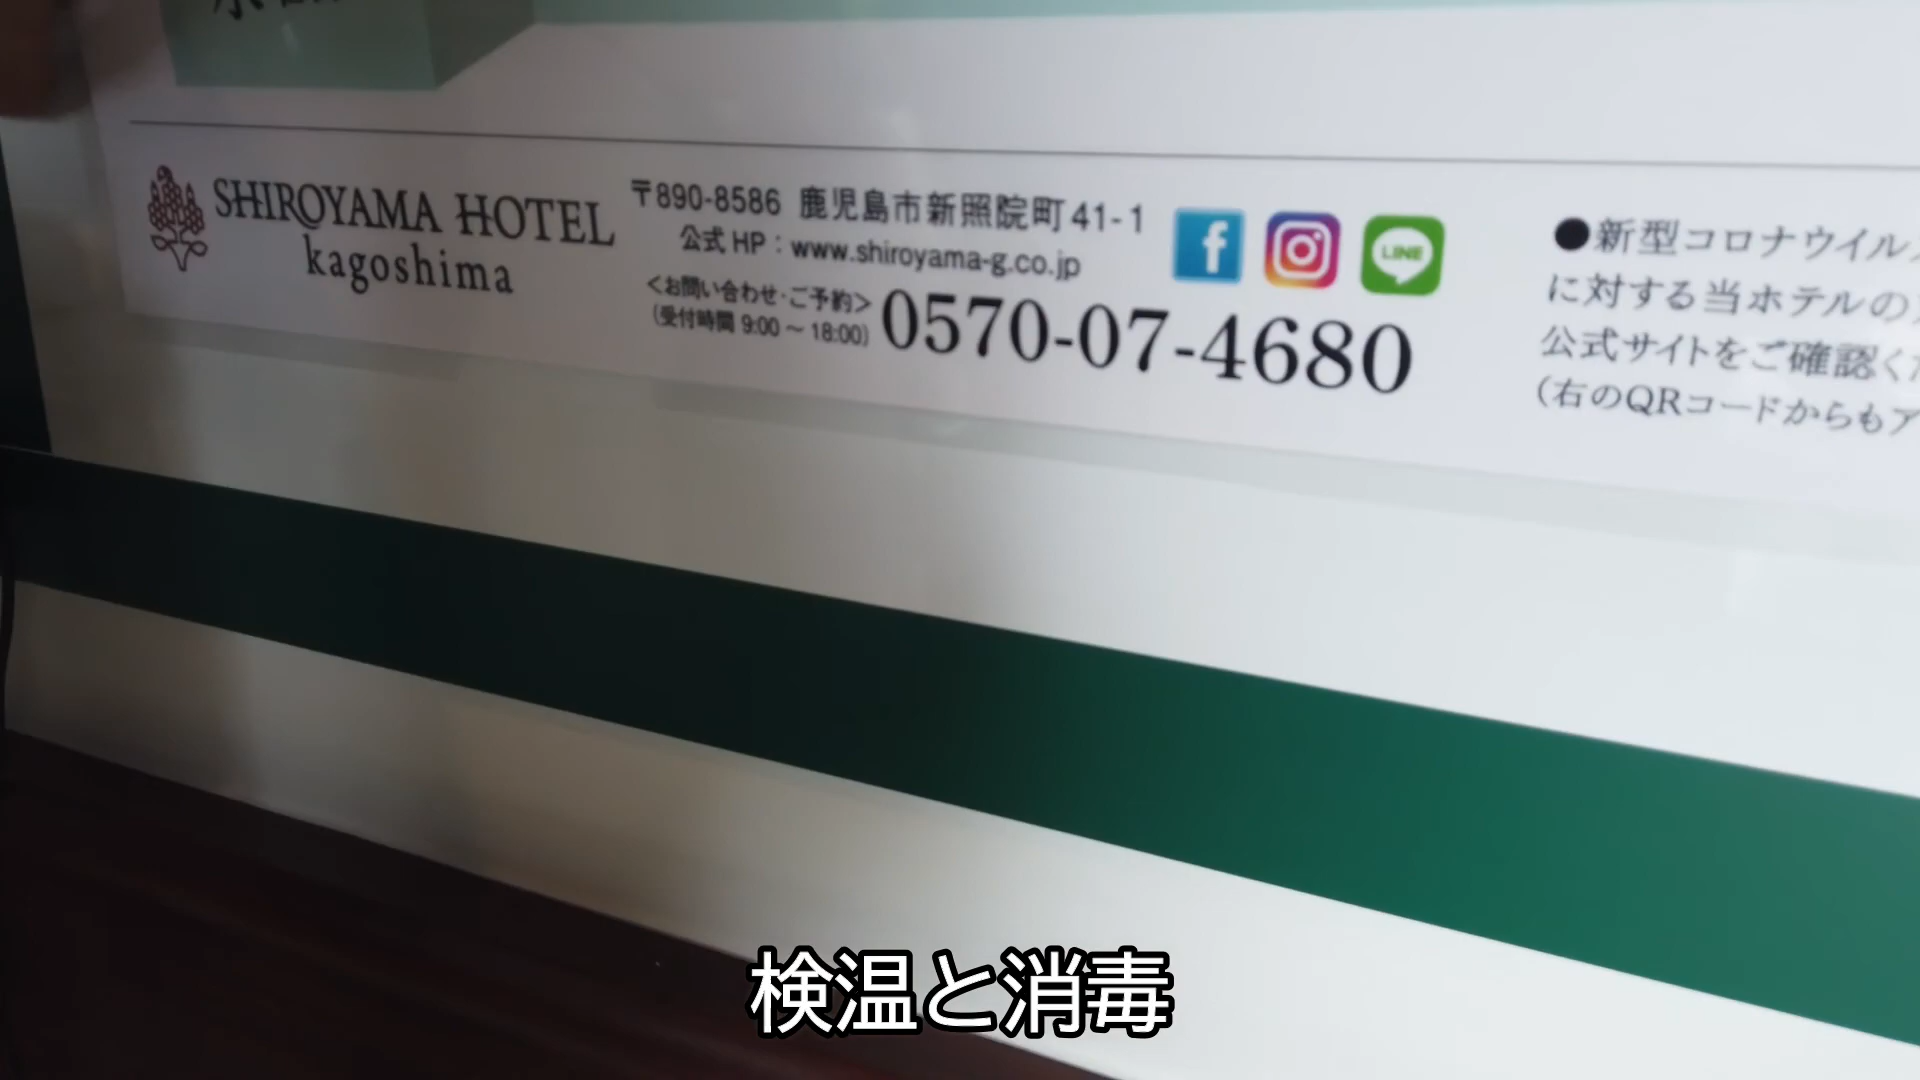 SHIROYAMA HOTEL
kagoshima
〒890-8586 鹿児島市新照院町41-1
公式HP：www.shiroyama-g.co.jp
<お問い合わせ・ご予約>
(受付時間 9:00～18:00)
0570-07-4680
f
LINE
●新型コロナウイルス
に対する当ホテルの
公式サイトをご確認く
(右のQRコードからもア
検温と消毒